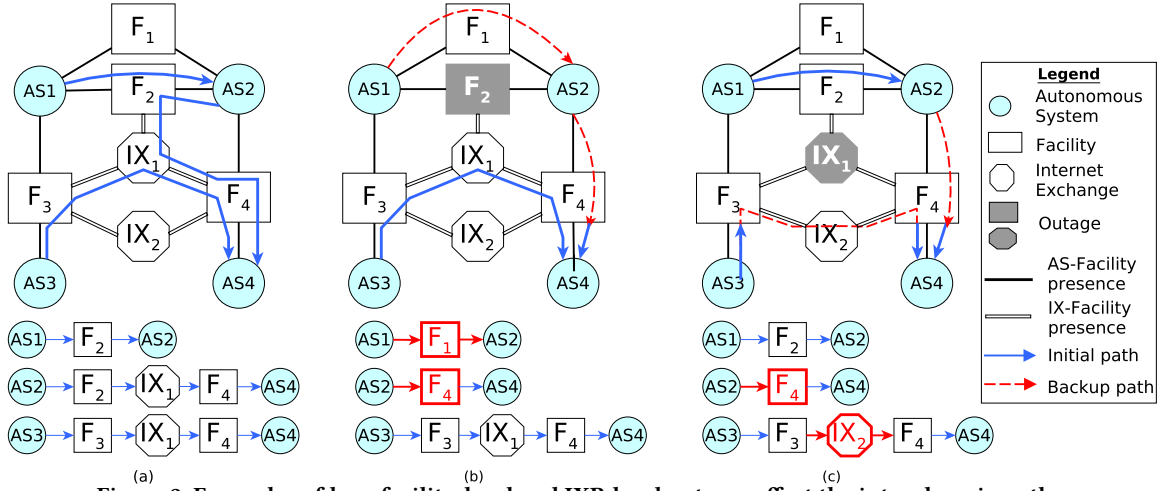 F1
AS1
F2
AS2
IX1
F3
F4
IX2
AS3
AS4
AS1 F2 AS2
AS2 F2 IX1 F4 AS4
AS3 F3 IX1 F4 AS4
(a)
F1
AS1
F2
AS2
IX1
F3
F4
IX2
AS3
AS4
AS1 F1 AS2
AS2 F4 AS4
AS3 F3 IX1 F4 AS4
(b)
F1
AS1
F2
AS2
IX1
F3
F4
IX2
AS3
AS4
AS1 F2 AS2
AS2 F4 AS4
AS3 F3 IX2 F4 AS4
(c)
Legend
Autonomous
System
Facility
Internet
Exchange
Outage
AS-Facility
presence
IX-Facility
presence
Initial path
Backup path